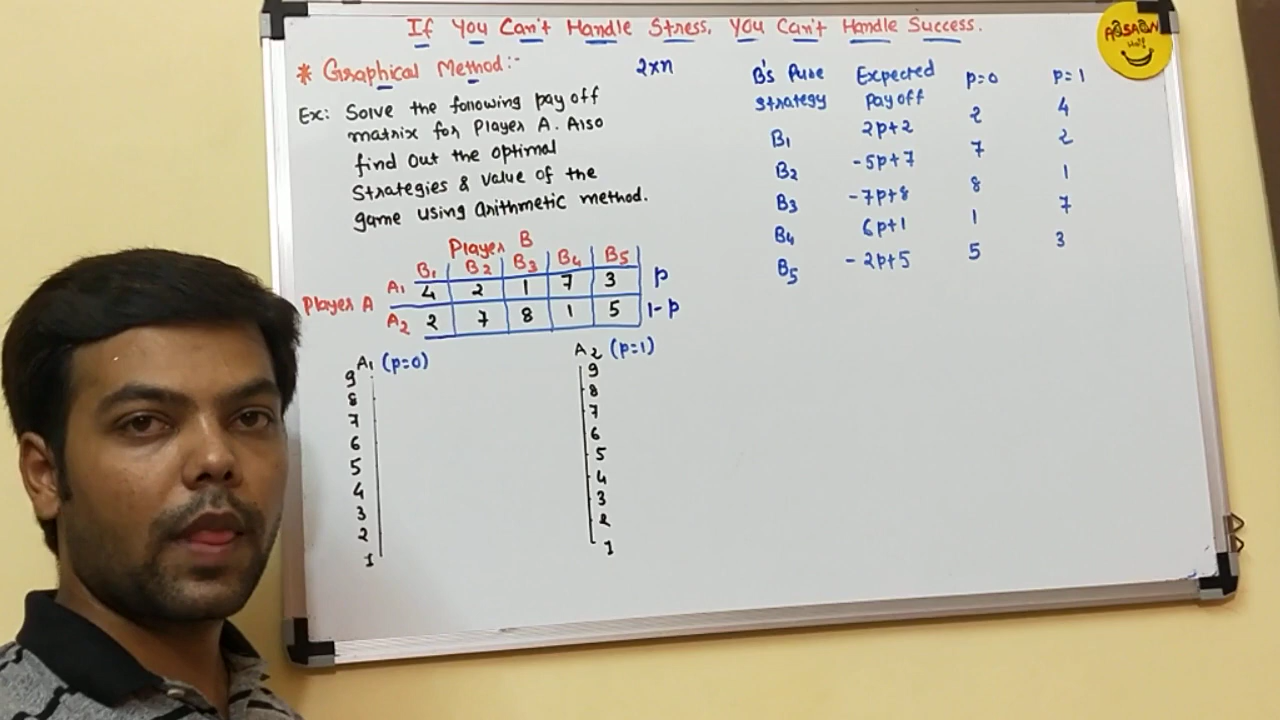 If You Can't Handle Stress, You Can't Handle Success.
AASAAN
Hai!
* Graphical Method:-
2xn
Ex: Solve the following pay off
matrix for Player A. Also
find out the optimal
Strategies & value of the
game using arithmetic method.
Player B
B1 B2 B3 B4 B5
Player A
A1 4 2 1 7 3 p
A2 2 7 8 1 5 1-p
A1 (p=0)
9
8
7
6
5
4
3
2
1
A2 (p=1)
9
8
7
6
5
4
3
2
1
B's Pure Expected p=0 p=1
Strategy Pay off
B1 2p+2 2 4
B2 -5p+7 7 2
B3 -7p+8 8 1
B4 6p+1 1 7
B5 -2p+5 5 3